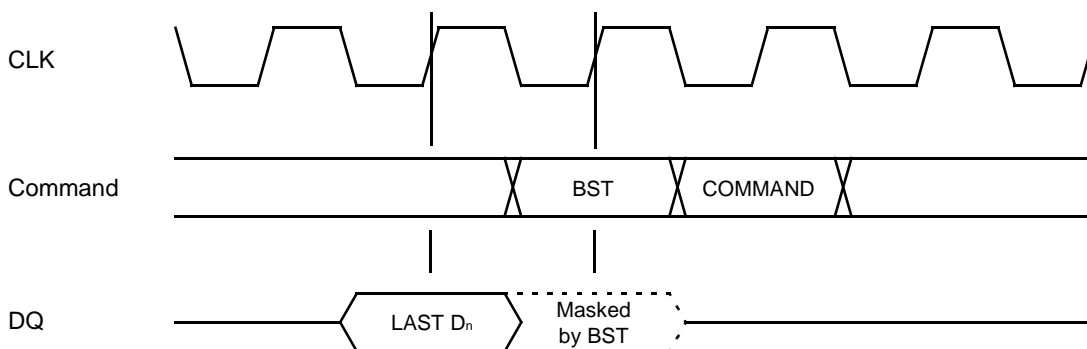 CLK
Command
BST
COMMAND
DQ
LAST Dn
Masked
by BST